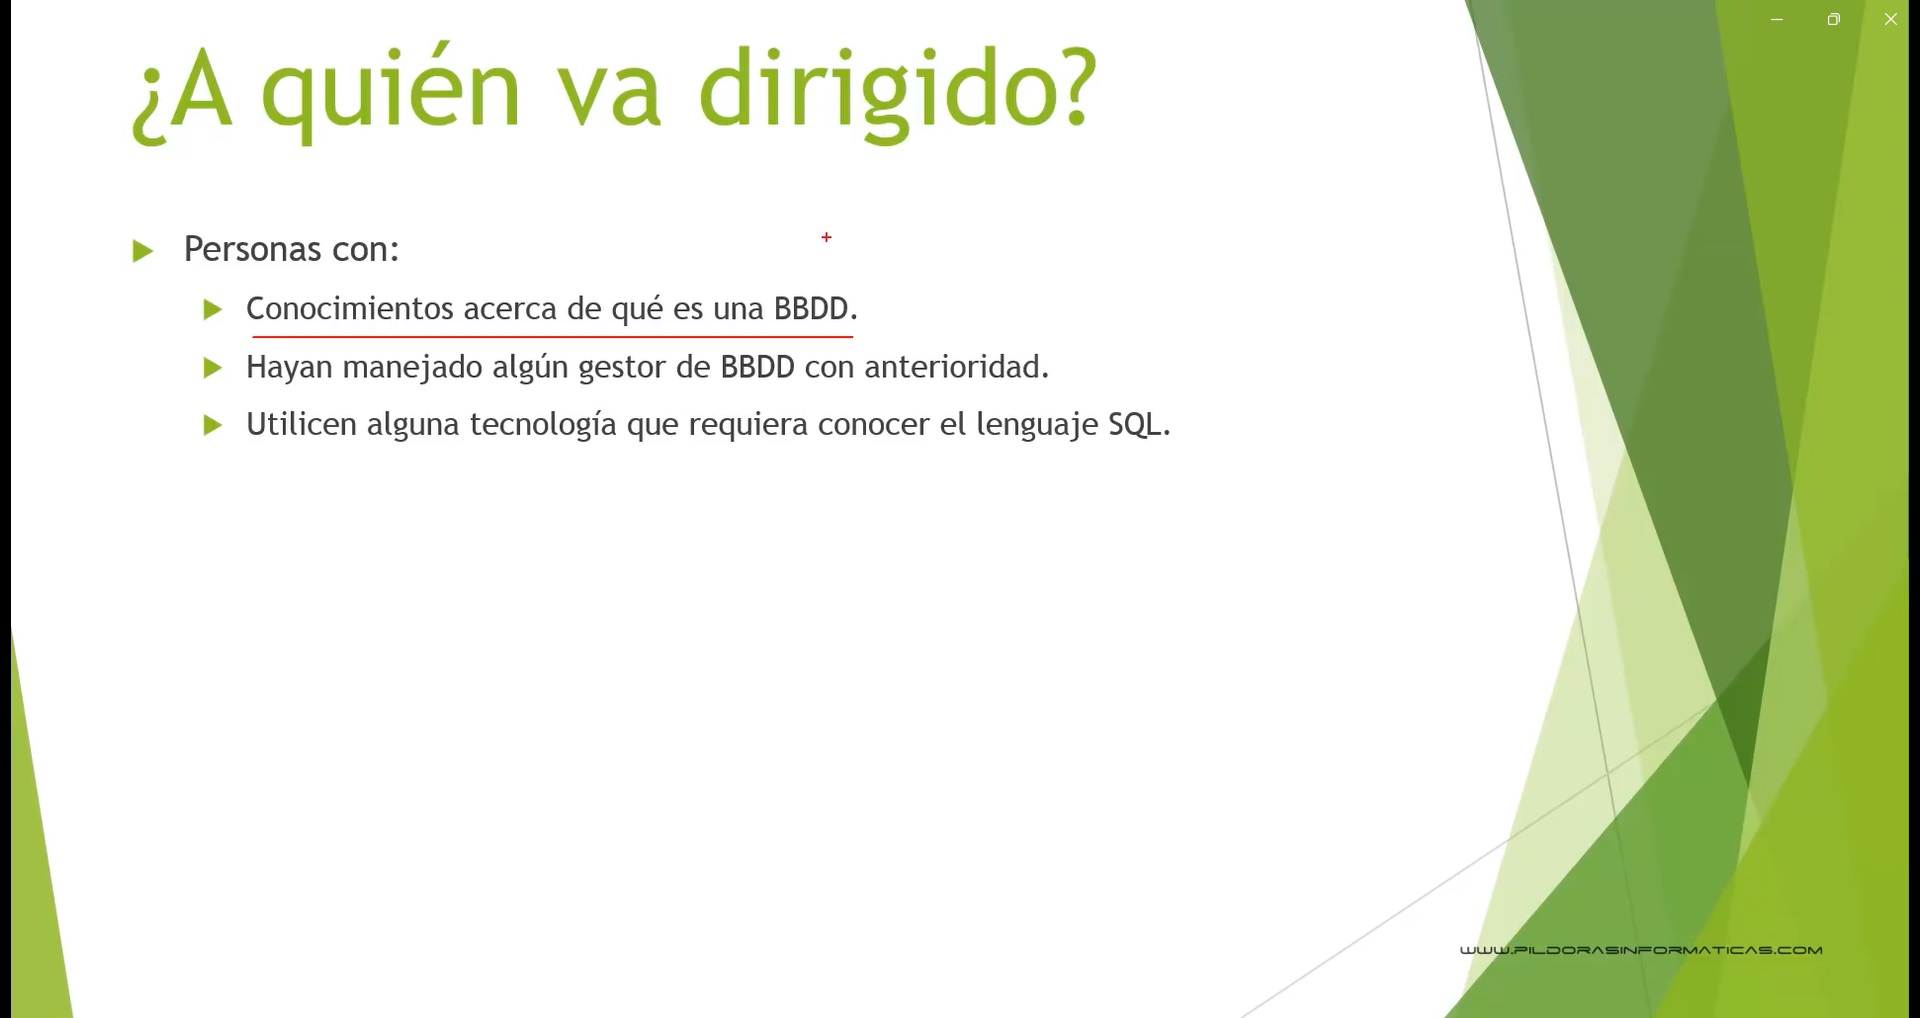 ¿A quién va dirigido?
Personas con:
Conocimientos acerca de qué es una BBDD.
Hayan manejado algún gestor de BBDD con anterioridad.
Utilicen alguna tecnología que requiera conocer el lenguaje SQL.
WWW.PILDORASINFORMATICAS.COM